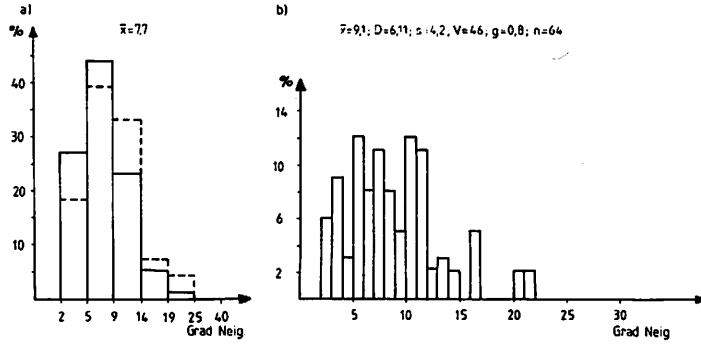 a)
x̄=7,7
%
40
30
20
10
2 5 9 14 19 25 40
Grad Neig.
b)
x̄=9,1; D=6,11; s=4,2, V=46; g=0,8; n=64
%
14
10
6
2
5 10 15 20 25 30
Grad Neig